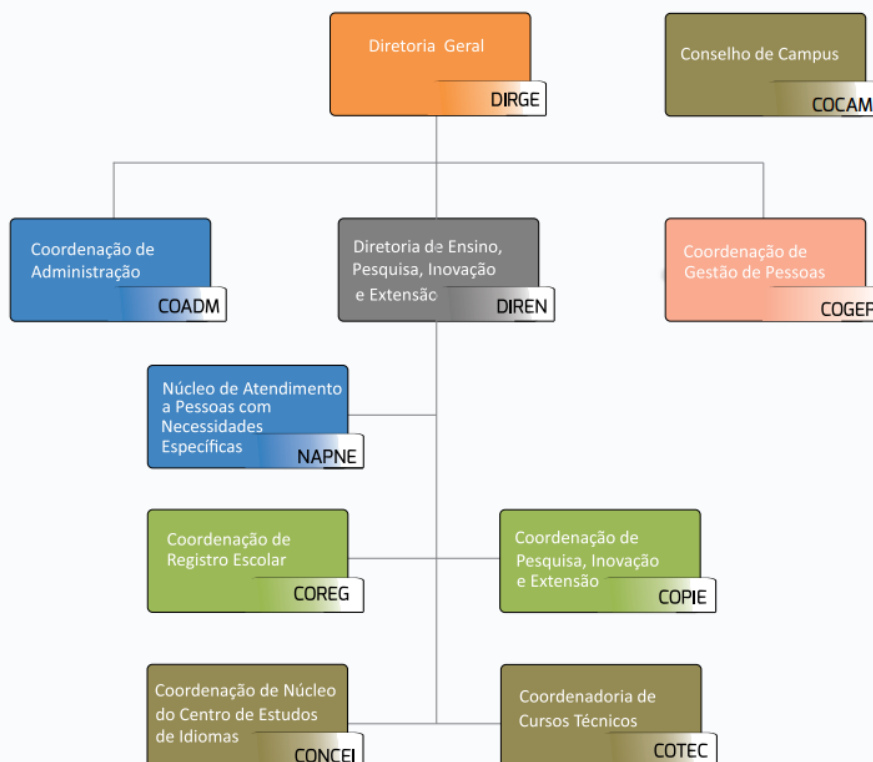 Diretoria Geral
DIRGE
Conselho de Campus
COCAM
Coordenação de
Administração
COADM
Diretoria de Ensino,
Pesquisa, Inovação
e Extensão
DIREN
Coordenação de
Gestão de Pessoas
COGEP
Núcleo de Atendimento
a Pessoas com
Necessidades
Específicas
NAPNE
Coordenação de
Registro Escolar
COREG
Coordenação de
Pesquisa, Inovação
e Extensão
COPIE
Coordenação de Núcleo
do Centro de Estudos
de Idiomas
CONCEI
Coordenadoria de
Cursos Técnicos
COTEC